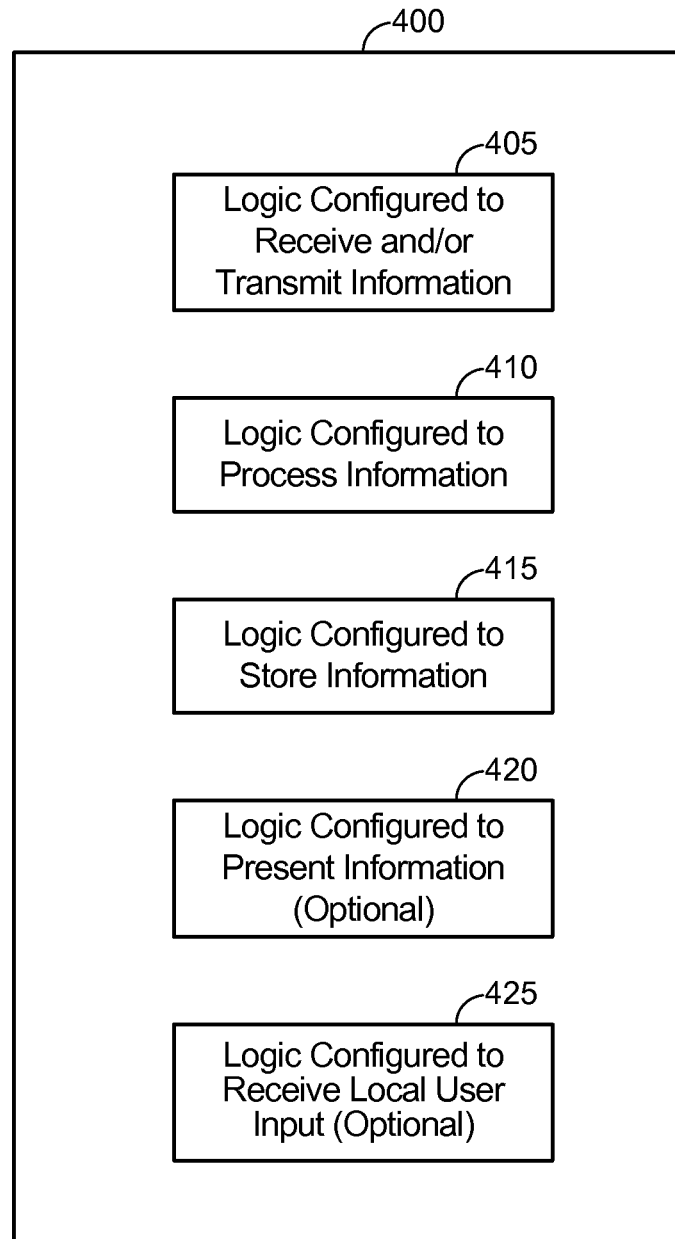 400
405
Logic Configured to
Receive and/or
Transmit Information
410
Logic Configured to
Process Information
415
Logic Configured to
Store Information
420
Logic Configured to
Present Information
(Optional)
425
Logic Configured to
Receive Local User
Input (Optional)